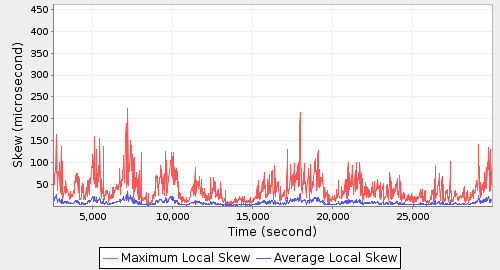 Skew (microsecond)
450
400
350
300
250
200
150
100
50
5,000 10,000 15,000 20,000 25,000
Time (second)
Maximum Local Skew Average Local Skew